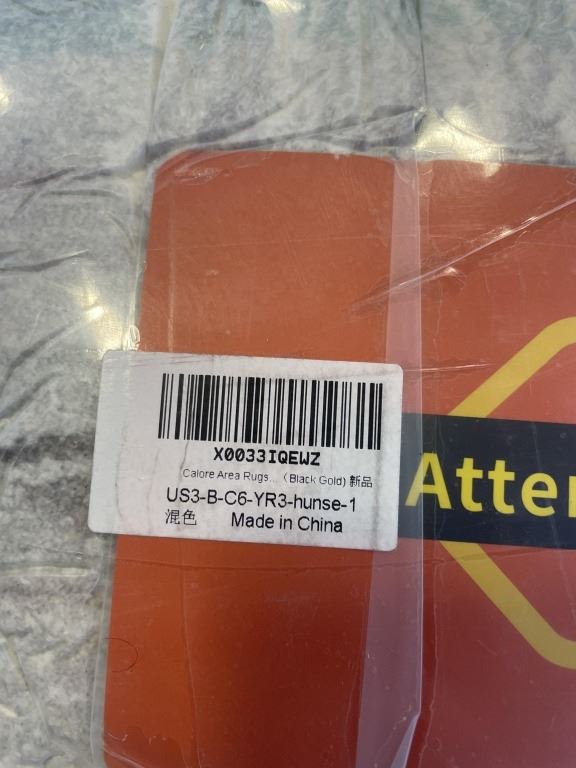 X0033IQEWZ
Calore Area Rugs...（Black Gold) 新品
US3-B-C6-YR3-hunse-1
混色 Made in China
Atten